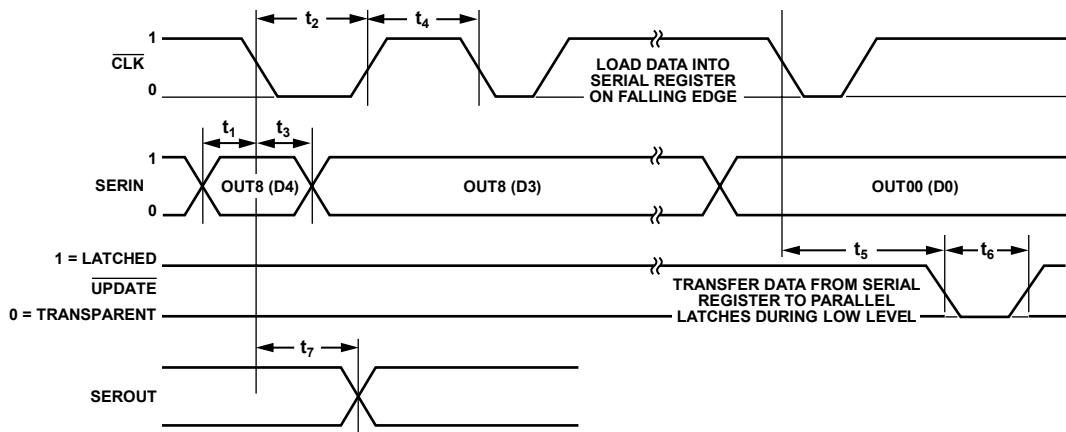 t2
t4
1
CLK
0
LOAD DATA INTO
SERIAL REGISTER
ON FALLING EDGE
t1
t3
1
SERIN
0
OUT8 (D4)
OUT8 (D3)
OUT00 (D0)
t5
t6
1 = LATCHED
UPDATE
0 = TRANSPARENT
TRANSFER DATA FROM SERIAL
REGISTER TO PARALLEL
LATCHES DURING LOW LEVEL
t7
SEROUT